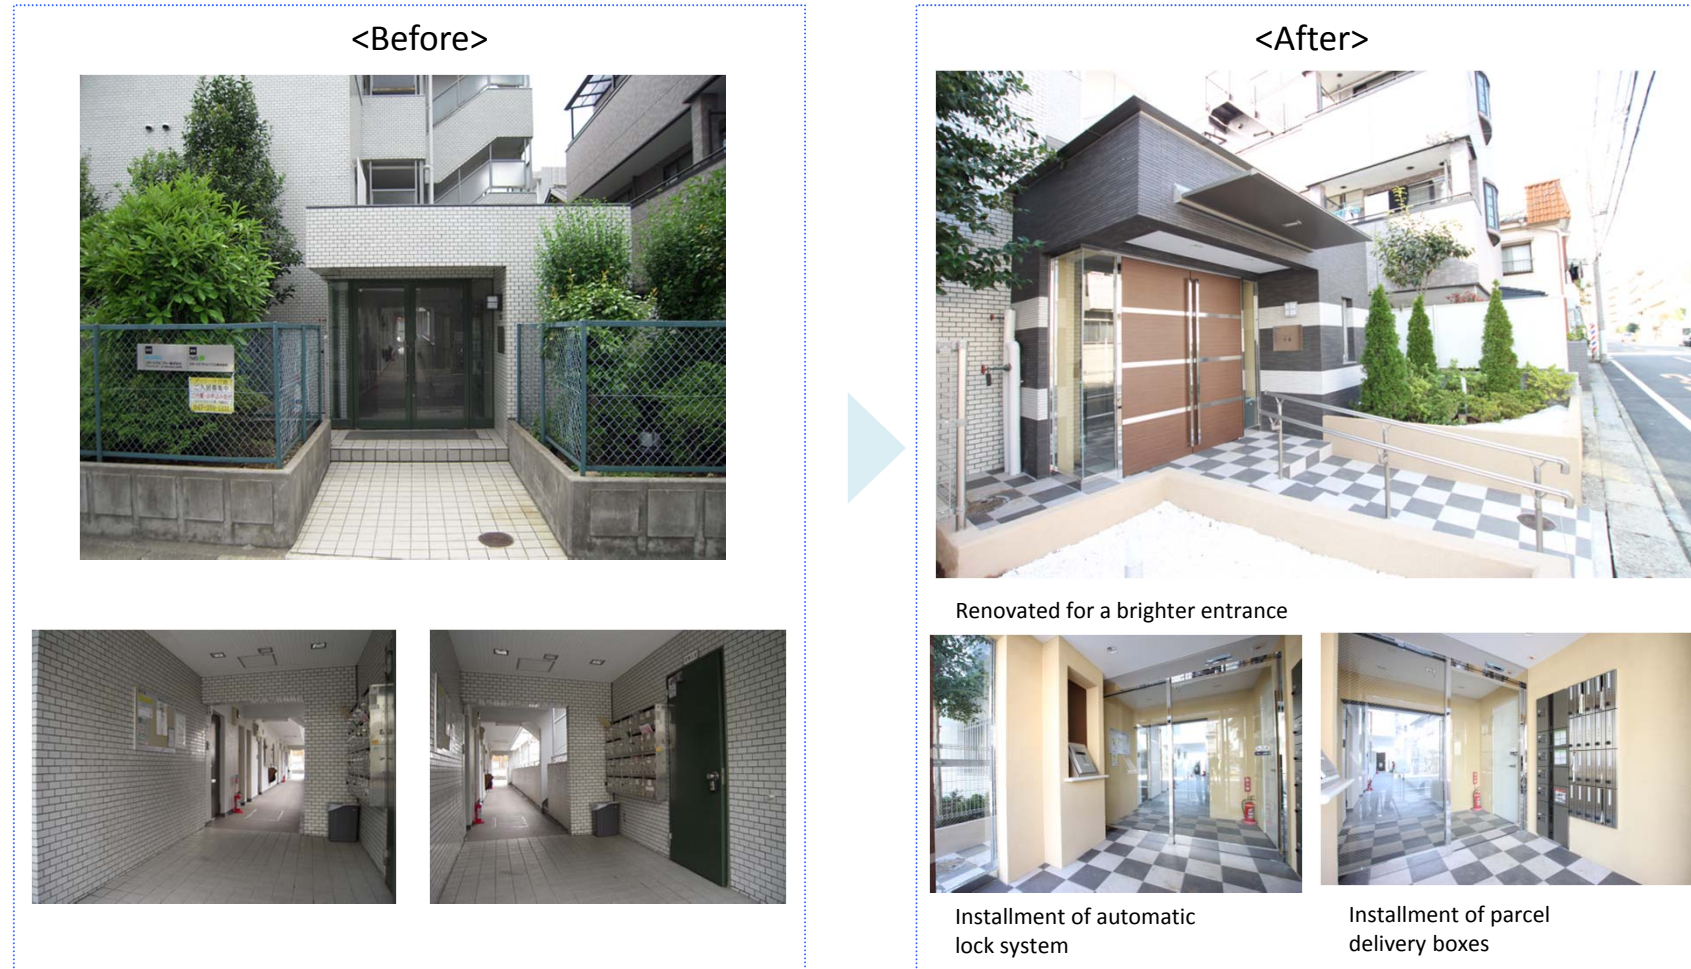 <Before>
<After>
Renovated for a brighter entrance
Installment of automatic
lock system
Installment of parcel
delivery boxes